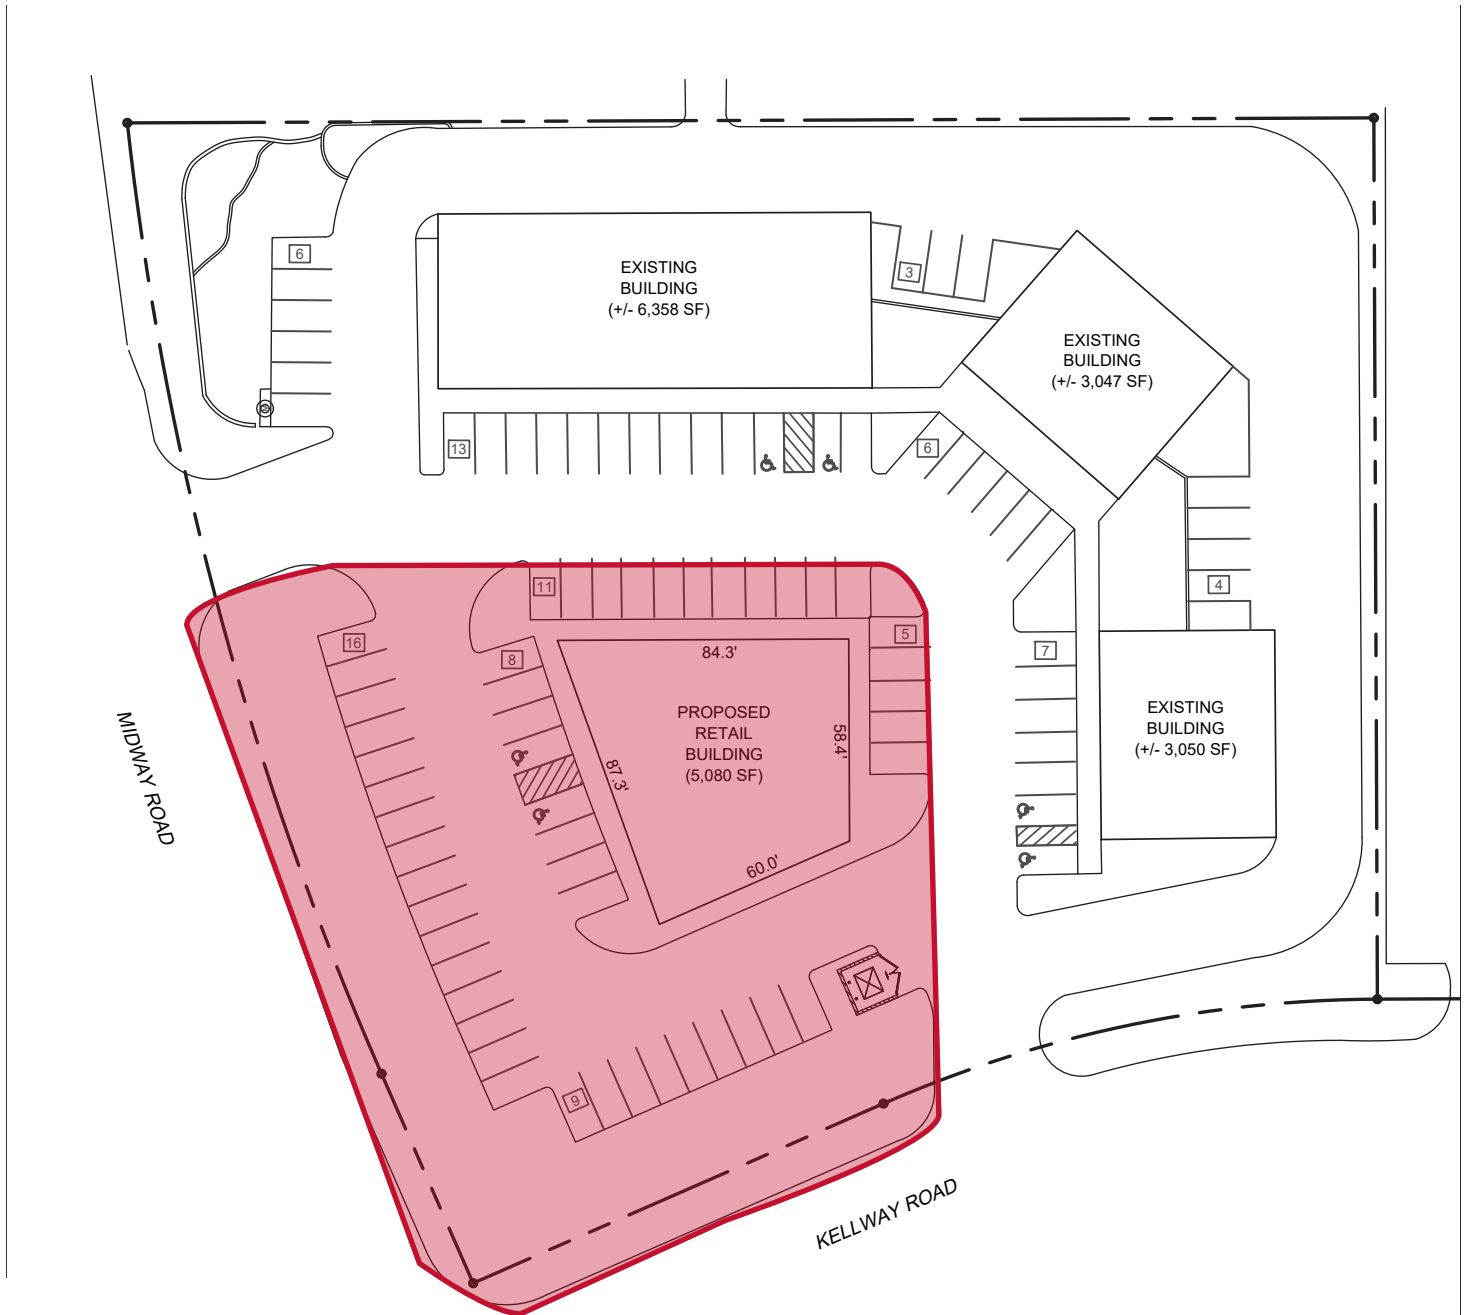 6
EXISTING
BUILDING
(+/- 6,358 SF)
3
EXISTING
BUILDING
(+/- 3,047 SF)
13
6
4
11
16
8
5
7
84.3'
PROPOSED
RETAIL
BUILDING
(5,080 SF)
58.4'
87.3'
60.0'
EXISTING
BUILDING
(+/- 3,050 SF)
MIDWAY ROAD
9
KELLWAY ROAD